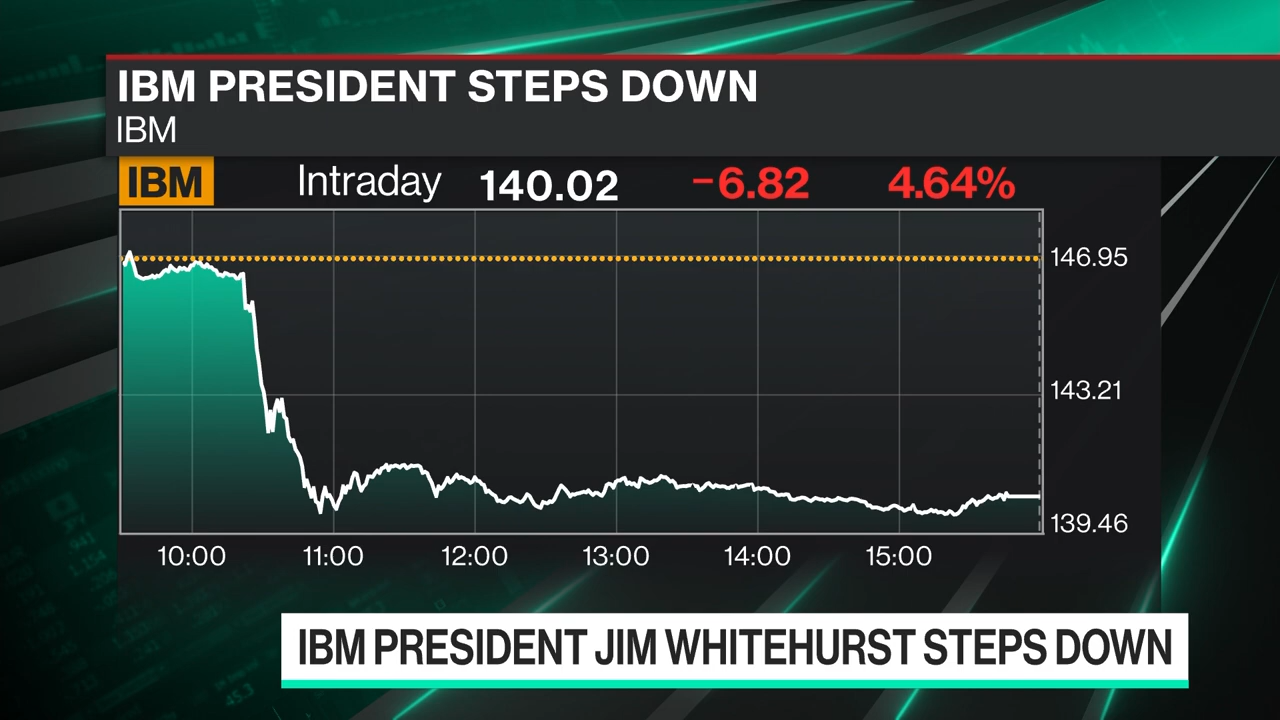 IBM PRESIDENT STEPS DOWN
IBM
IBM Intraday 140.02 −6.82 4.64%
146.95
143.21
139.46
10:00 11:00 12:00 13:00 14:00 15:00
IBM PRESIDENT JIM WHITEHURST STEPS DOWN